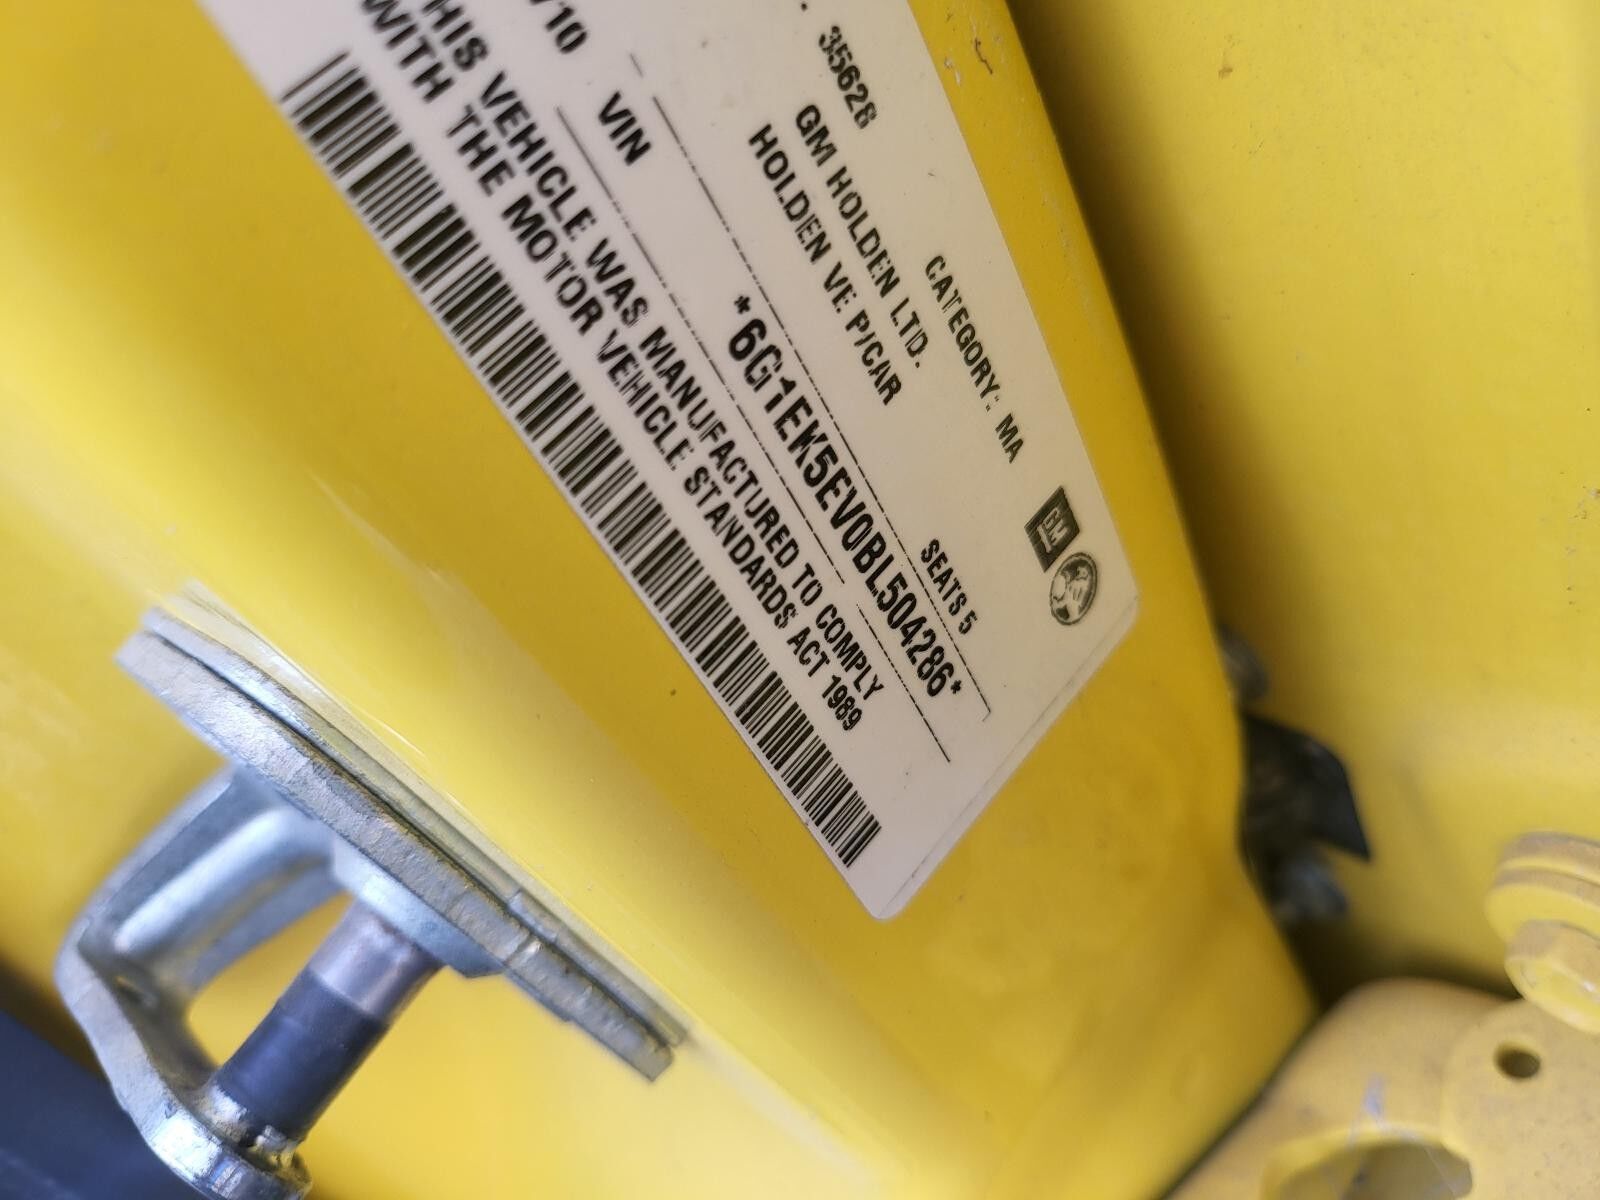 35628 CATEGORY: MA
GM HOLDEN LTD.
HOLDEN VE P/CAR
/10 VIN *6G1EK5EV0BL504286* SEATS 5
HIS VEHICLE WAS MANUFACTURED TO COMPLY
WITH THE MOTOR VEHICLE STANDARDS ACT 1989
GM